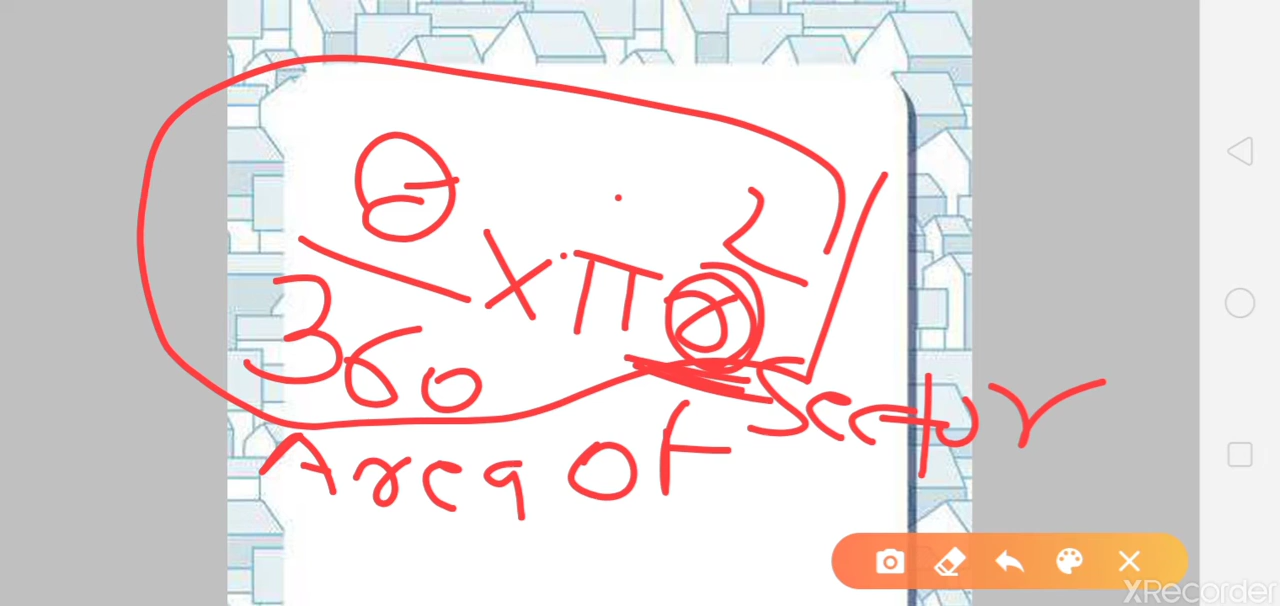 θ/360 × πr²
Area of Sector
XRecorder